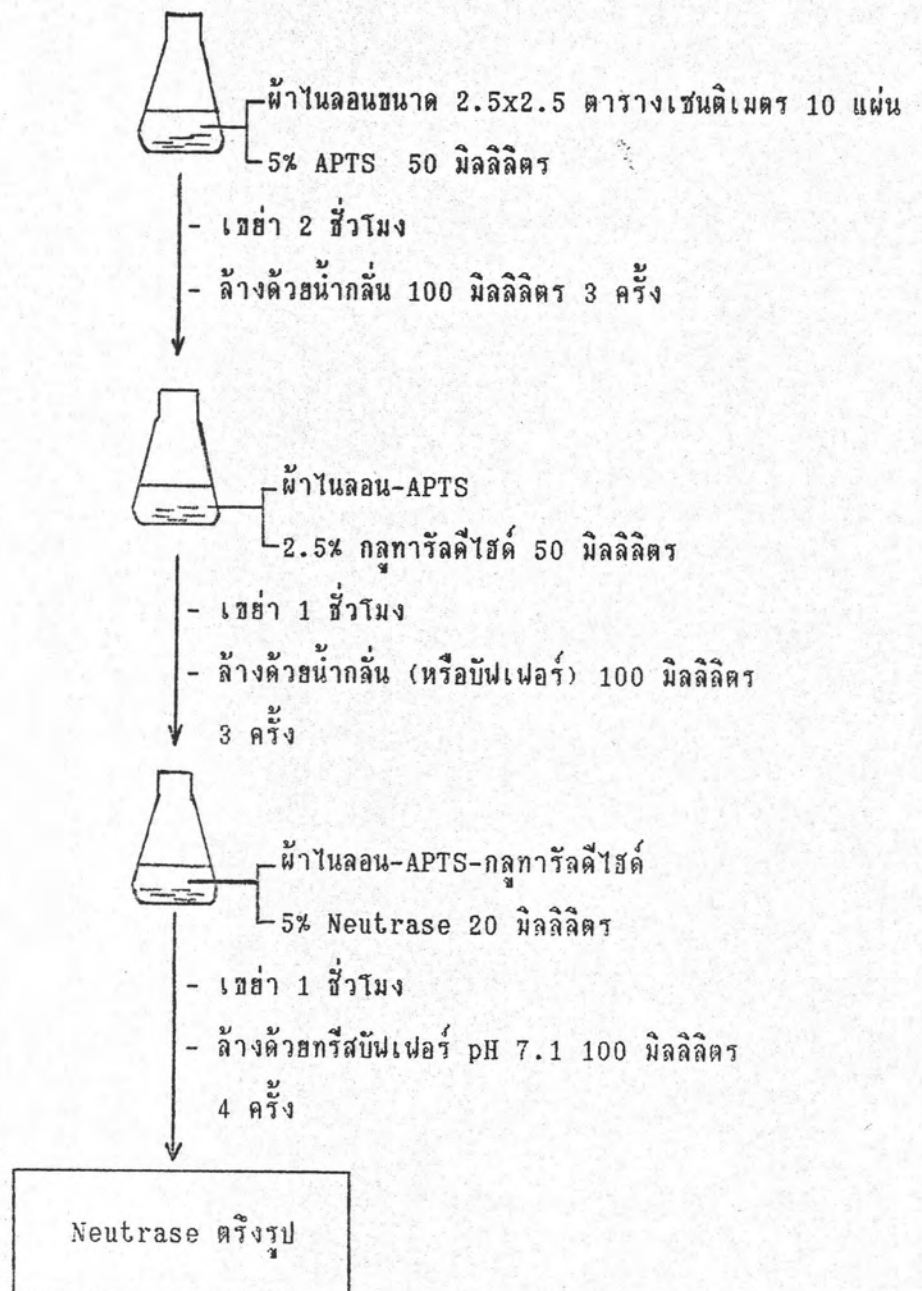 ผ้าไนลอนขนาด 2.5x2.5 ตารางเซนติเมตร 10 แผ่น
5% APTS 50 มิลลิลิตร
- เขย่า 2 ชั่วโมง
- ล้างด้วยน้ำกลั่น 100 มิลลิลิตร 3 ครั้ง
ผ้าไนลอน-APTS
2.5% กลูทารัลดีไฮด์ 50 มิลลิลิตร
- เขย่า 1 ชั่วโมง
- ล้างด้วยน้ำกลั่น (หรือบัฟเฟอร์) 100 มิลลิลิตร
3 ครั้ง
ผ้าไนลอน-APTS-กลูทารัลดีไฮด์
5% Neutrase 20 มิลลิลิตร
- เขย่า 1 ชั่วโมง
- ล้างด้วยทรีสบัฟเฟอร์ pH 7.1 100 มิลลิลิตร
4 ครั้ง
Neutrase ตรึงรูป